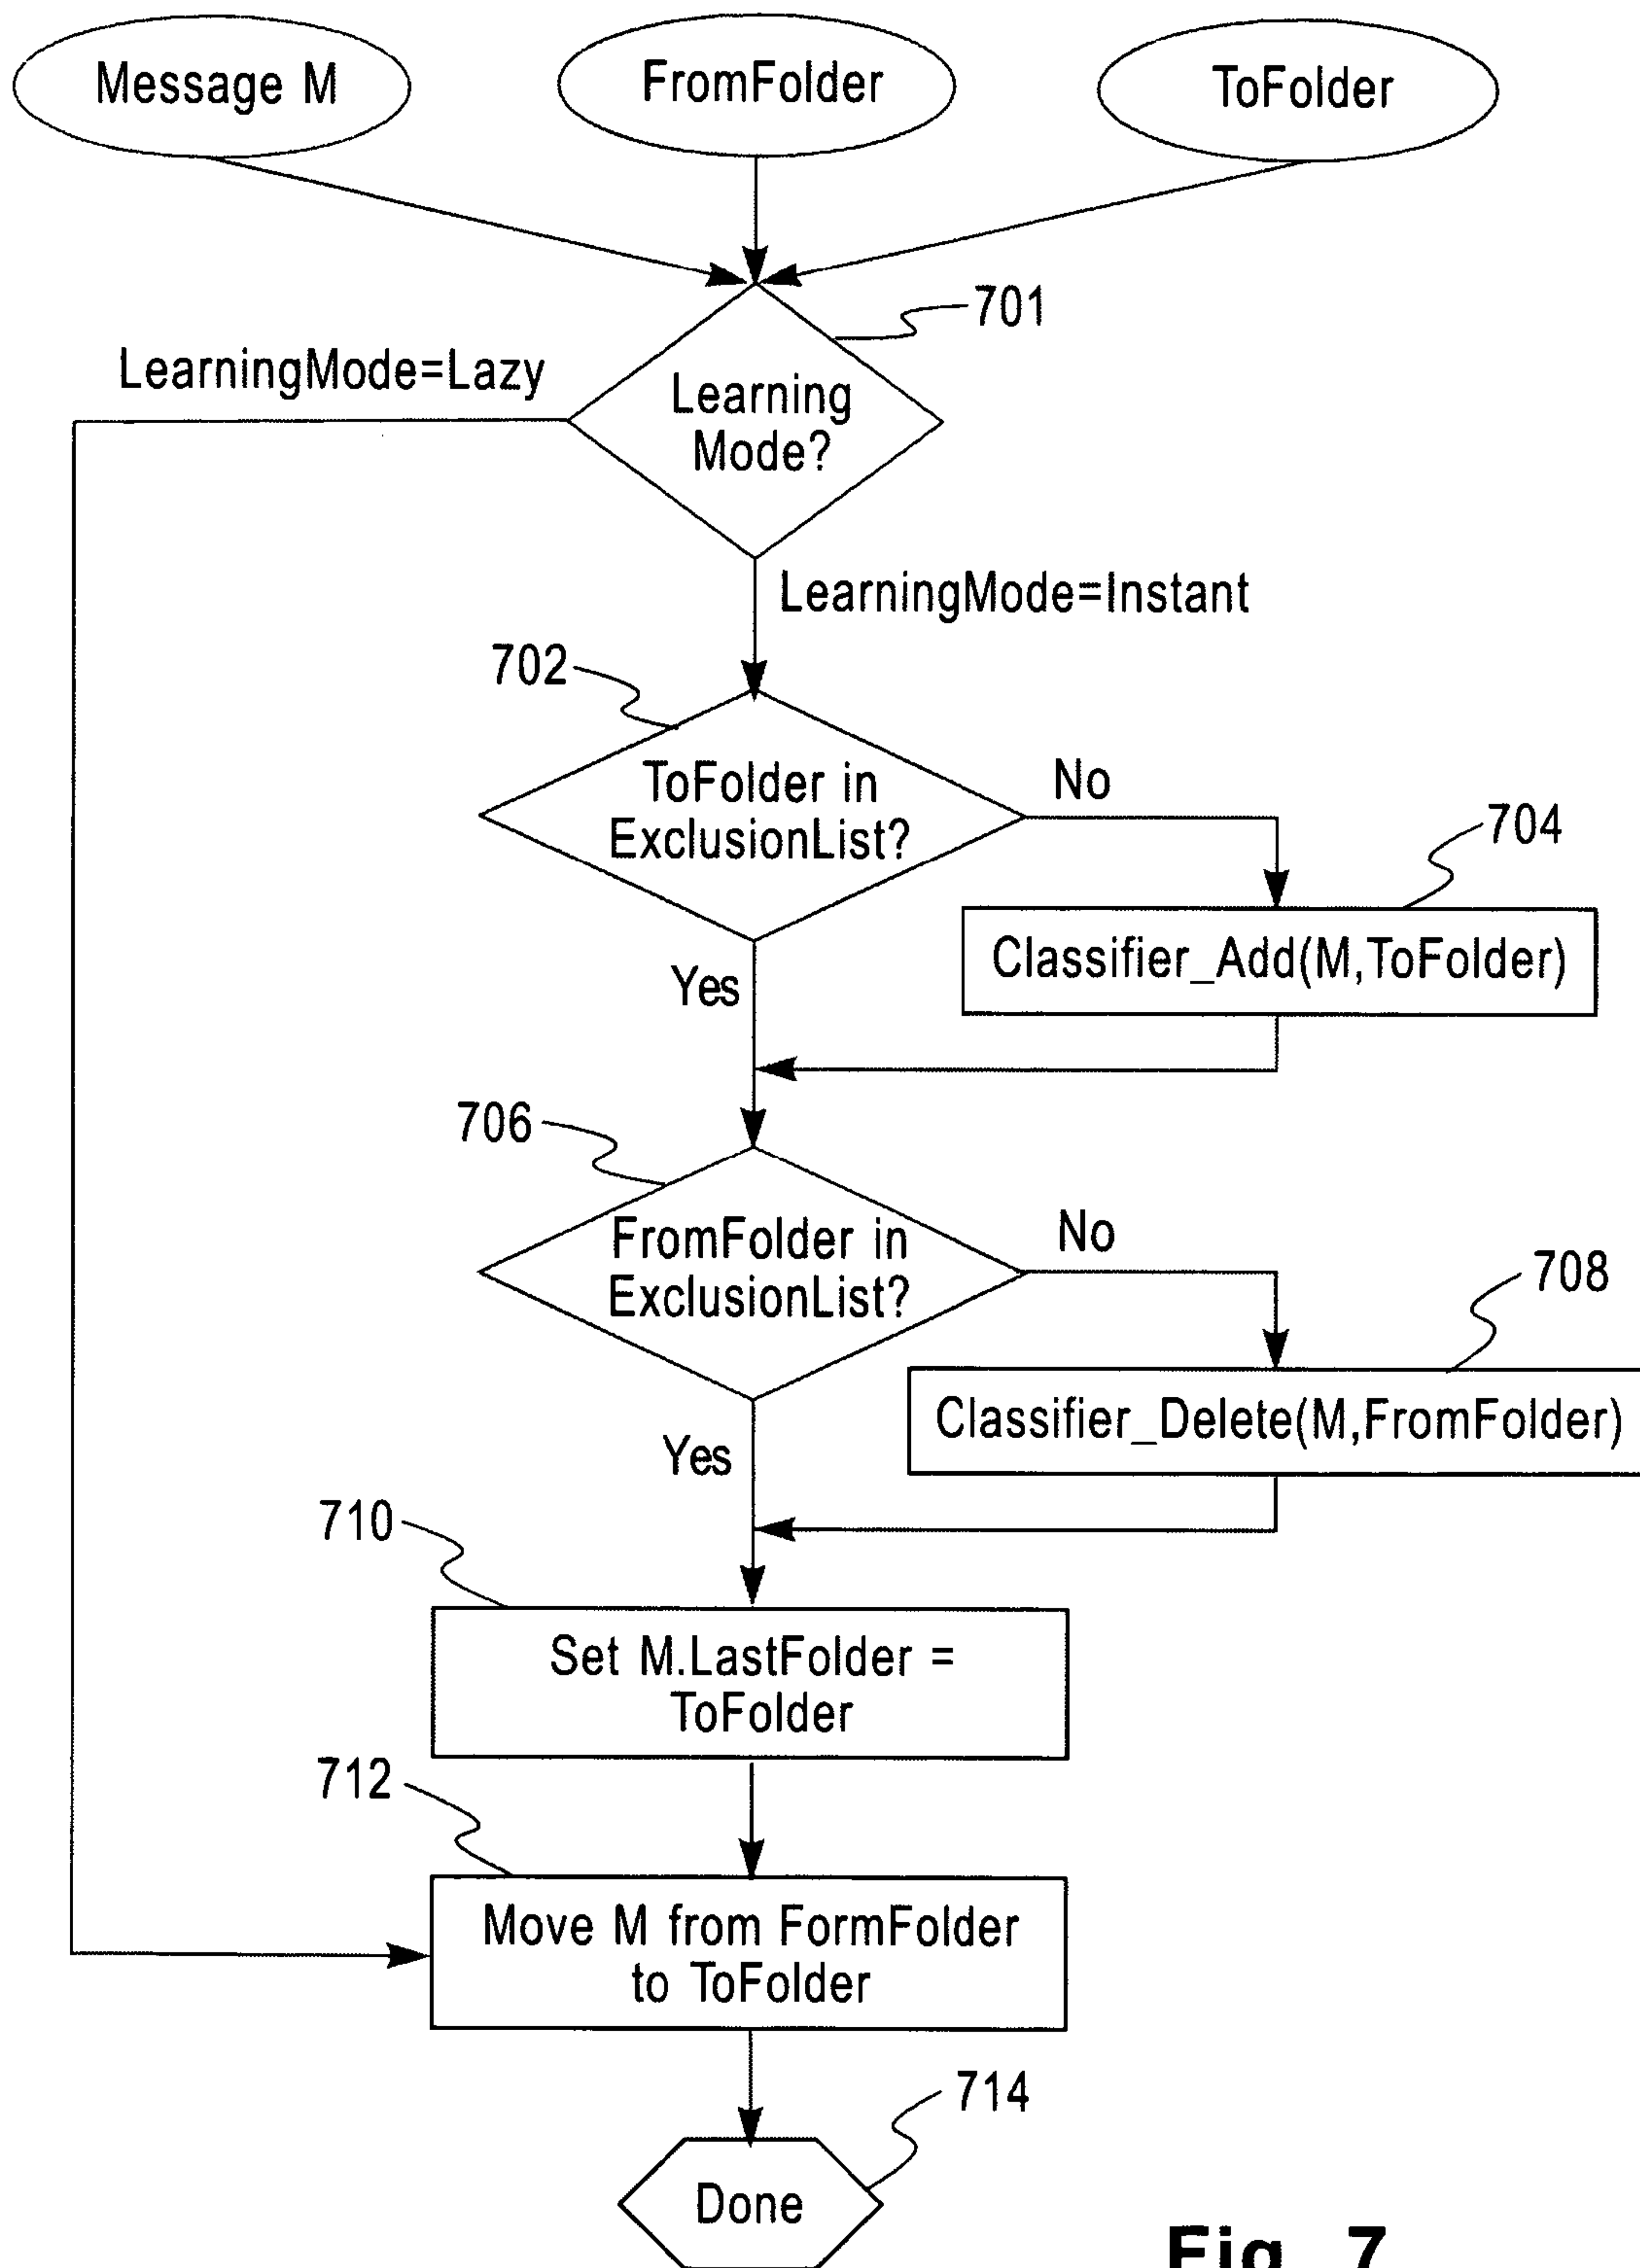 Message M
FromFolder
ToFolder
701
LearningMode=Lazy
Learning
Mode?
LearningMode=Instant
702
ToFolder in
ExclusionList?
No
704
Classifier_Add(M,ToFolder)
Yes
706
FromFolder in
ExclusionList?
No
708
Classifier_Delete(M,FromFolder)
Yes
710
Set M.LastFolder =
ToFolder
712
Move M from FormFolder
to ToFolder
714
Done
Fig. 7